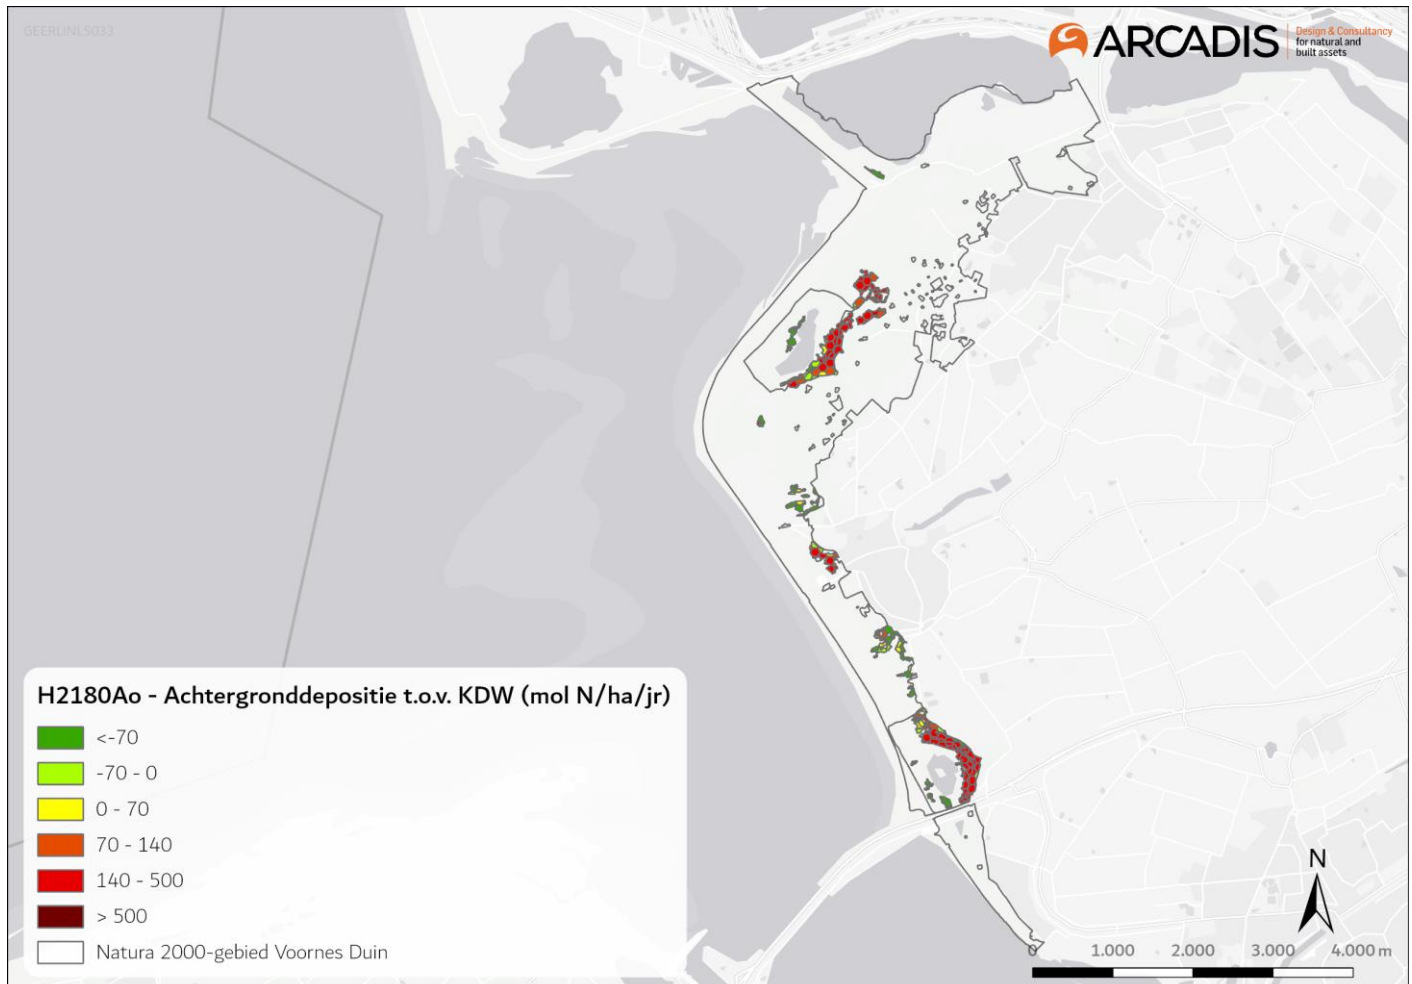 GEERLINL5033
ARCADIS
Design & Consultancy
for natural and
built assets
H2180Ao - Achtergronddepositie t.o.v. KDW (mol N/ha/jr)
<-70
-70 - 0
0 - 70
70 - 140
140 - 500
> 500
Natura 2000-gebied Voornes Duin
N
0 1.000 2.000 3.000 4.000 m